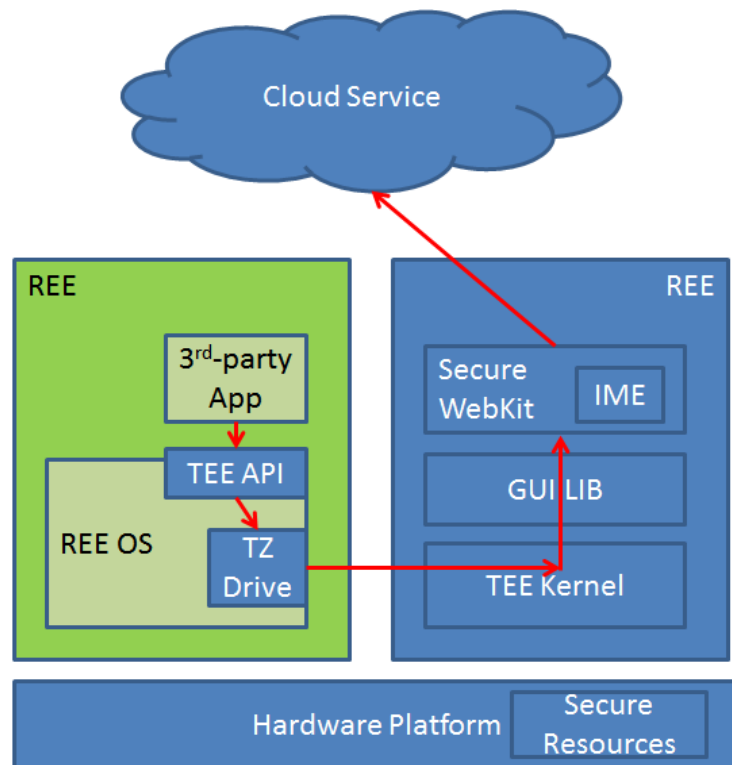 Cloud Service
REE
3rd-party
App
TEE API
REE OS
TZ
Drive
REE
Secure
WebKit
IME
GUI LIB
TEE Kernel
Hardware Platform
Secure
Resources